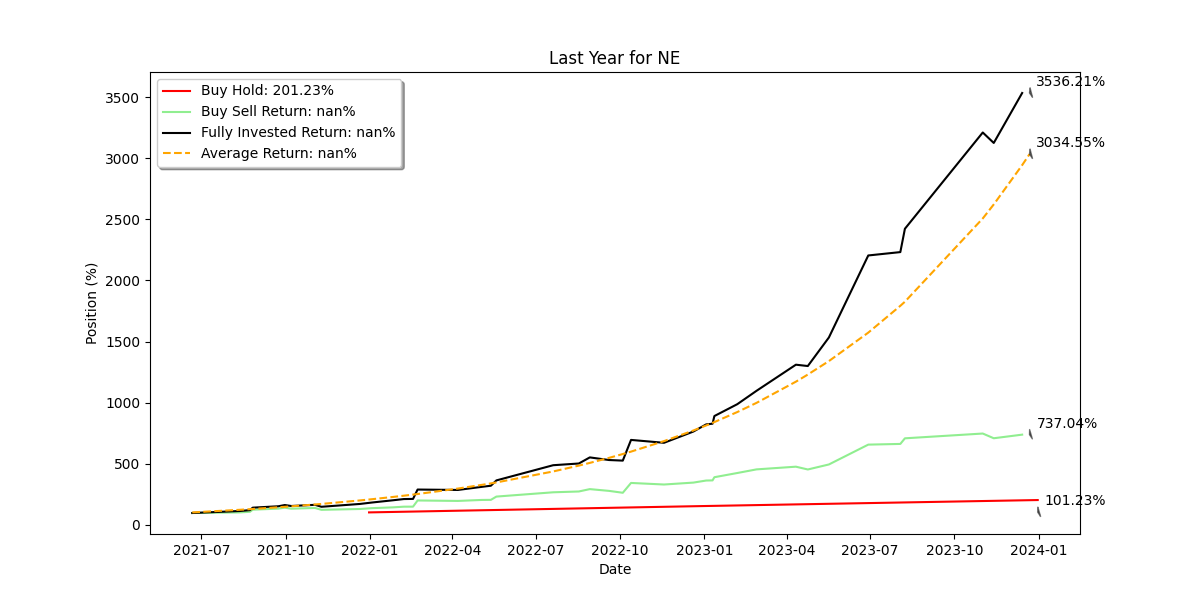 Last Year for NE
Buy Hold: 201.23%
Buy Sell Return: nan%
Fully Invested Return: nan%
Average Return: nan%
3536.21%
3034.55%
737.04%
101.23%
Position (%)
3500
3000
2500
2000
1500
1000
500
0
2021-07 2021-10 2022-01 2022-04 2022-07 2022-10 2023-01 2023-04 2023-07 2023-10 2024-01
Date